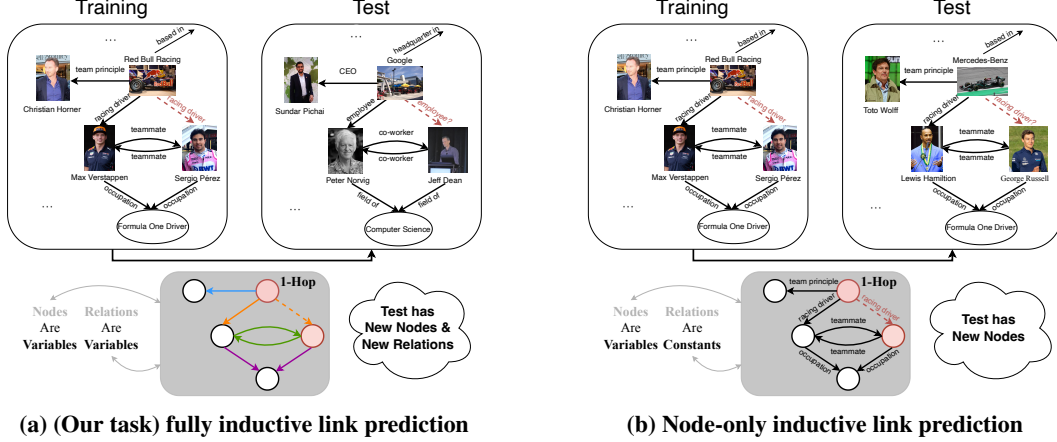 Training
Test
...
based in
Red Bull Racing
team principle
Christian Horner
racing driver
racing driver
teammate
teammate
Max Verstappen
Sergio Pérez
occupation
occupation
...
Formula One Driver
...
headquarter in
Google
CEO
Sundar Pichai
employee
employee?
co-worker
co-worker
Peter Norvig
Jeff Dean
field of
field of
...
Computer Science
Nodes
Are
Variables
Relations
Are
Variables
1-Hop
Test has
New Nodes &
New Relations
(a) (Our task) fully inductive link prediction
Training
Test
...
based in
Red Bull Racing
team principle
Christian Horner
racing driver
racing driver
teammate
teammate
Max Verstappen
Sergio Pérez
occupation
occupation
...
Formula One Driver
...
based in
Mercedes-Benz
team principle
Toto Wolff
racing driver
racing driver?
teammate
teammate
Lewis Hamilton
George Russell
occupation
occupation
...
Formula One Driver
Nodes
Are
Variables
Relations
Are
Constants
1-Hop
team principle
racing driver
racing driver
teammate
teammate
occupation
occupation
Test has
New Nodes
(b) Node-only inductive link prediction